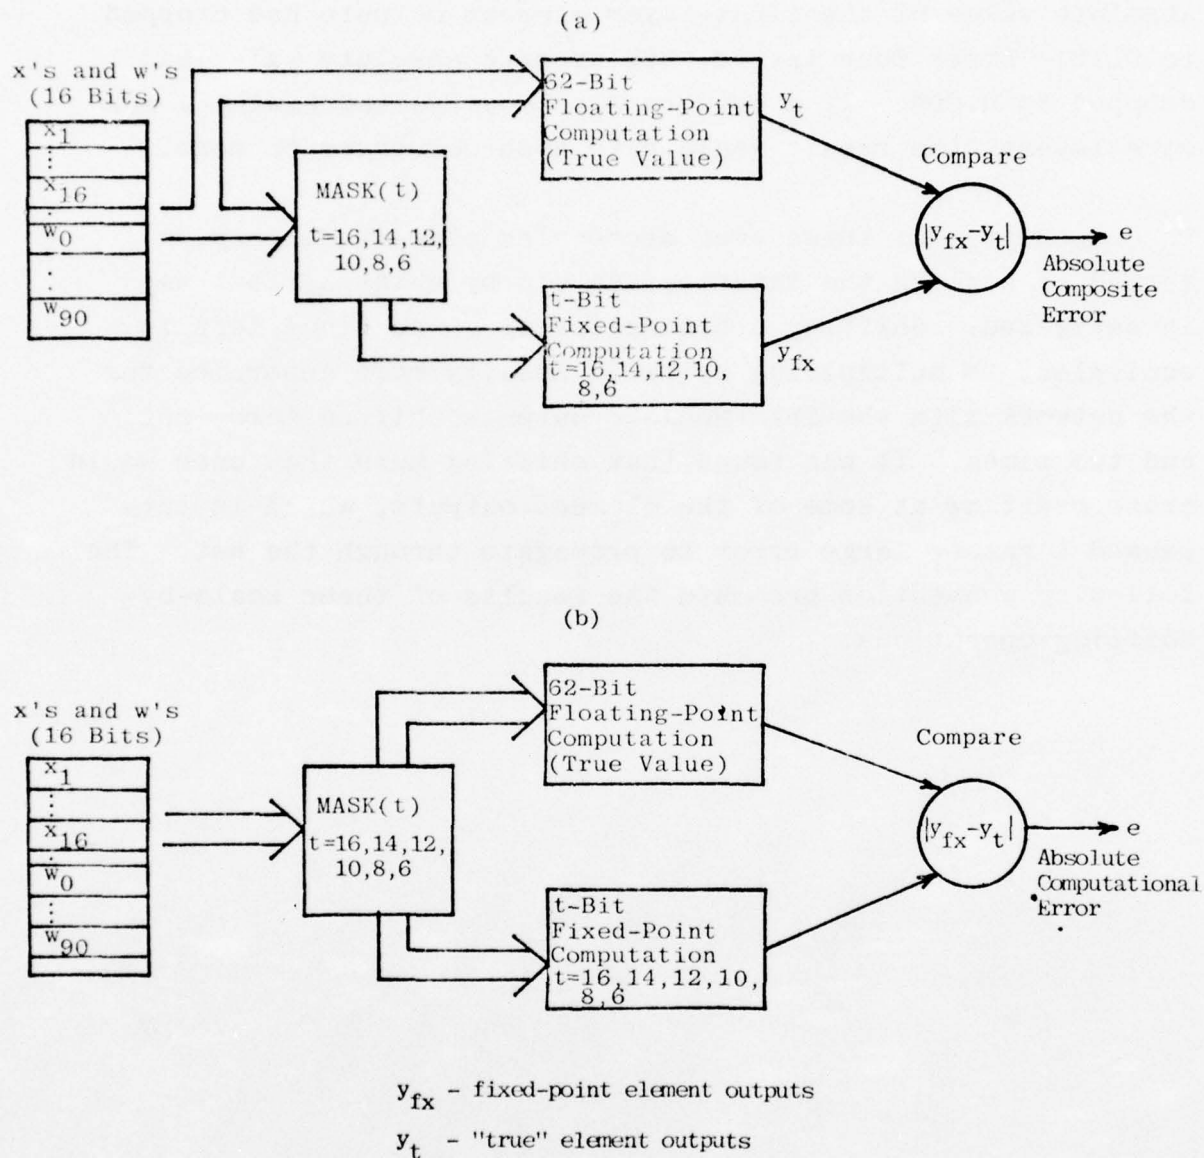 (a)
x's and w's
(16 Bits)
x1
x16
w0
w90
MASK(t)
t=16,14,12,
10,8,6
62-Bit
Floating-Point
Computation
(True Value)
t-Bit
Fixed-Point
Computation
t=16,14,12,10,
8,6
yt
yfx
Compare
|yfx-yt|
e
Absolute
Composite
Error
(b)
x's and w's
(16 Bits)
x1
x16
w0
w90
MASK(t)
t=16,14,12,
10,8,6
62-Bit
Floating-Point
Computation
(True Value)
t-Bit
Fixed-Point
Computation
t=16,14,12,10,
8,6
Compare
|yfx-yt|
e
Absolute
Computational
Error
yfx - fixed-point element outputs
yt - "true" element outputs